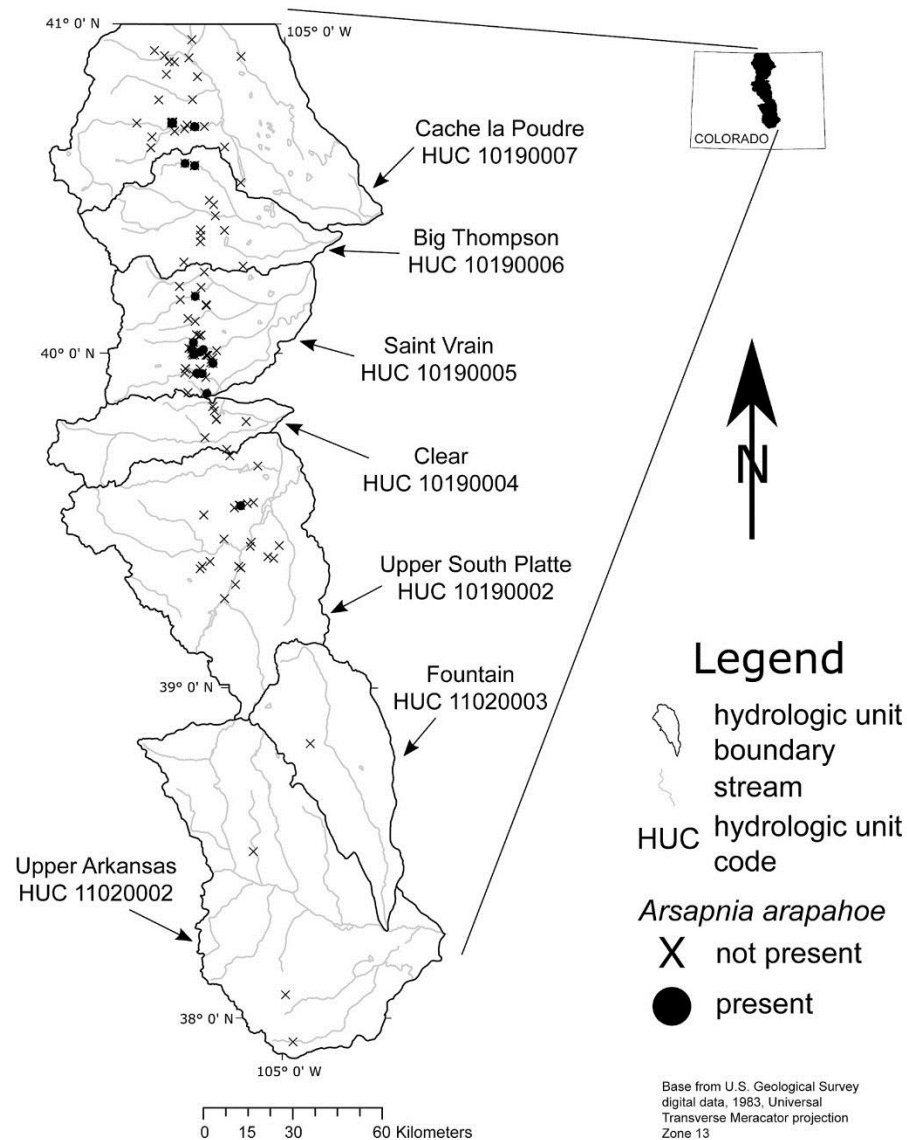 41° 0' N
105° 0' W
COLORADO
Cache la Poudre
HUC 10190007
Big Thompson
HUC 10190006
40° 0' N
Saint Vrain
HUC 10190005
Clear
HUC 10190004
N
Upper South Platte
HUC 10190002
39° 0' N
Fountain
HUC 11020003
Upper Arkansas
HUC 11020002
38° 0' N
105° 0' W
0 15 30 60 Kilometers
Legend
hydrologic unit
boundary
stream
HUC hydrologic unit
code
Arsapnia arapahoe
X not present
present
Base from U.S. Geological Survey
digital data, 1983, Universal
Transverse Meracator projection
Zone 13